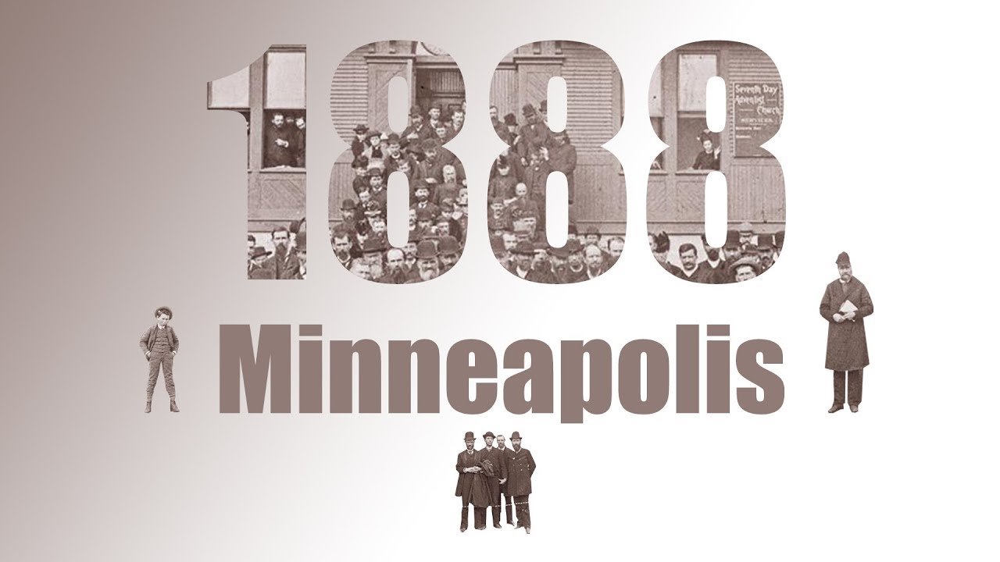 1888
Seventh Day
Adventist
Church
Minneapolis